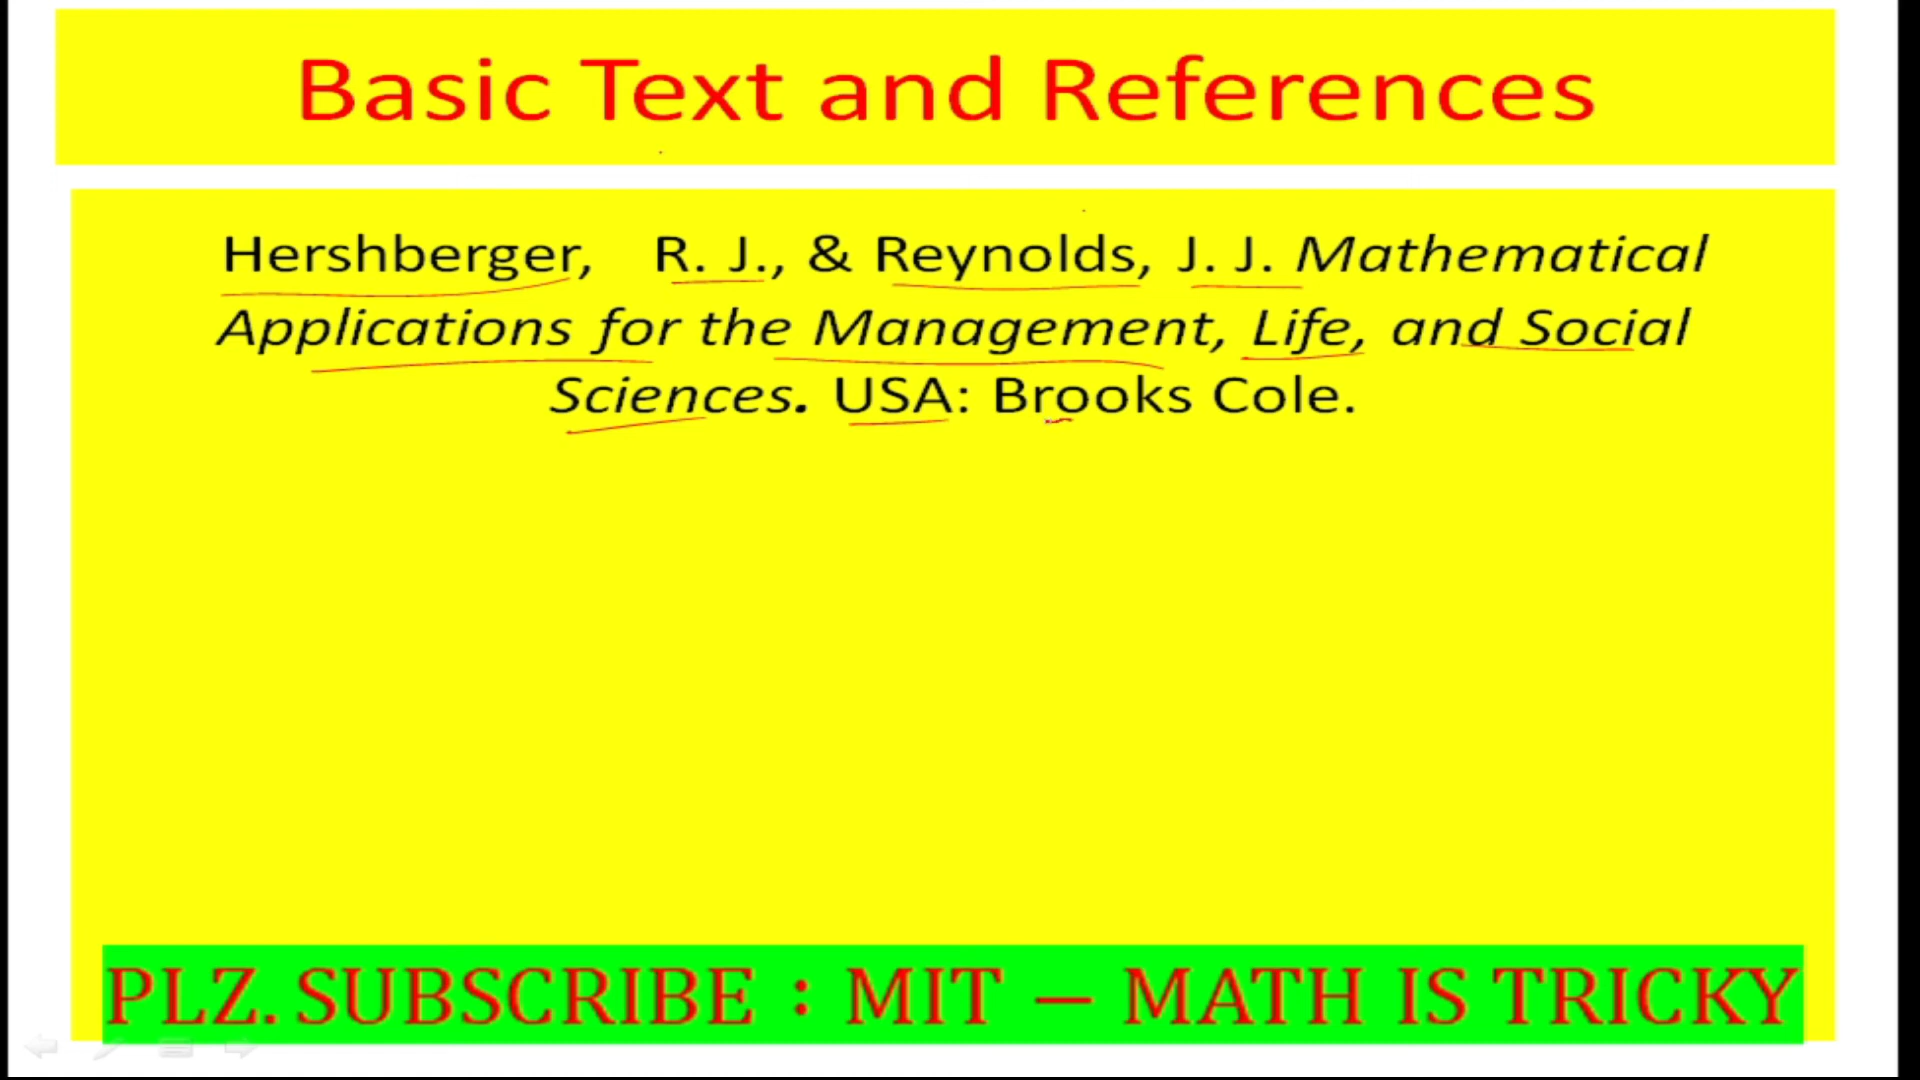 Basic Text and References
Hershberger, R. J., & Reynolds, J. J. Mathematical
Applications for the Management, Life, and Social
Sciences. USA: Brooks Cole.
PLZ. SUBSCRIBE : MIT – MATH IS TRICKY